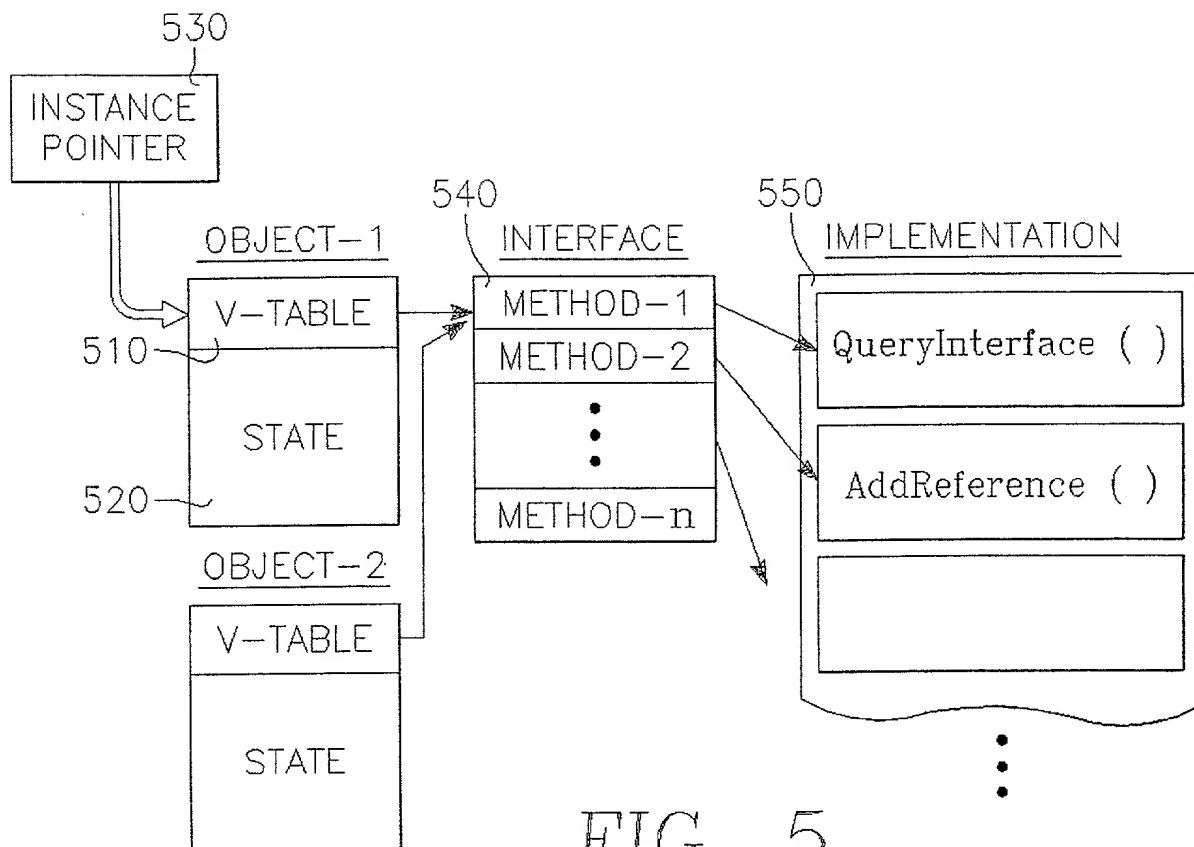 530
INSTANCE
POINTER
OBJECT-1
V-TABLE
510
STATE
520
OBJECT-2
V-TABLE
STATE
540
INTERFACE
METHOD-1
METHOD-2
METHOD-n
550
IMPLEMENTATION
QueryInterface ( )
AddReference ( )
FIG. 5